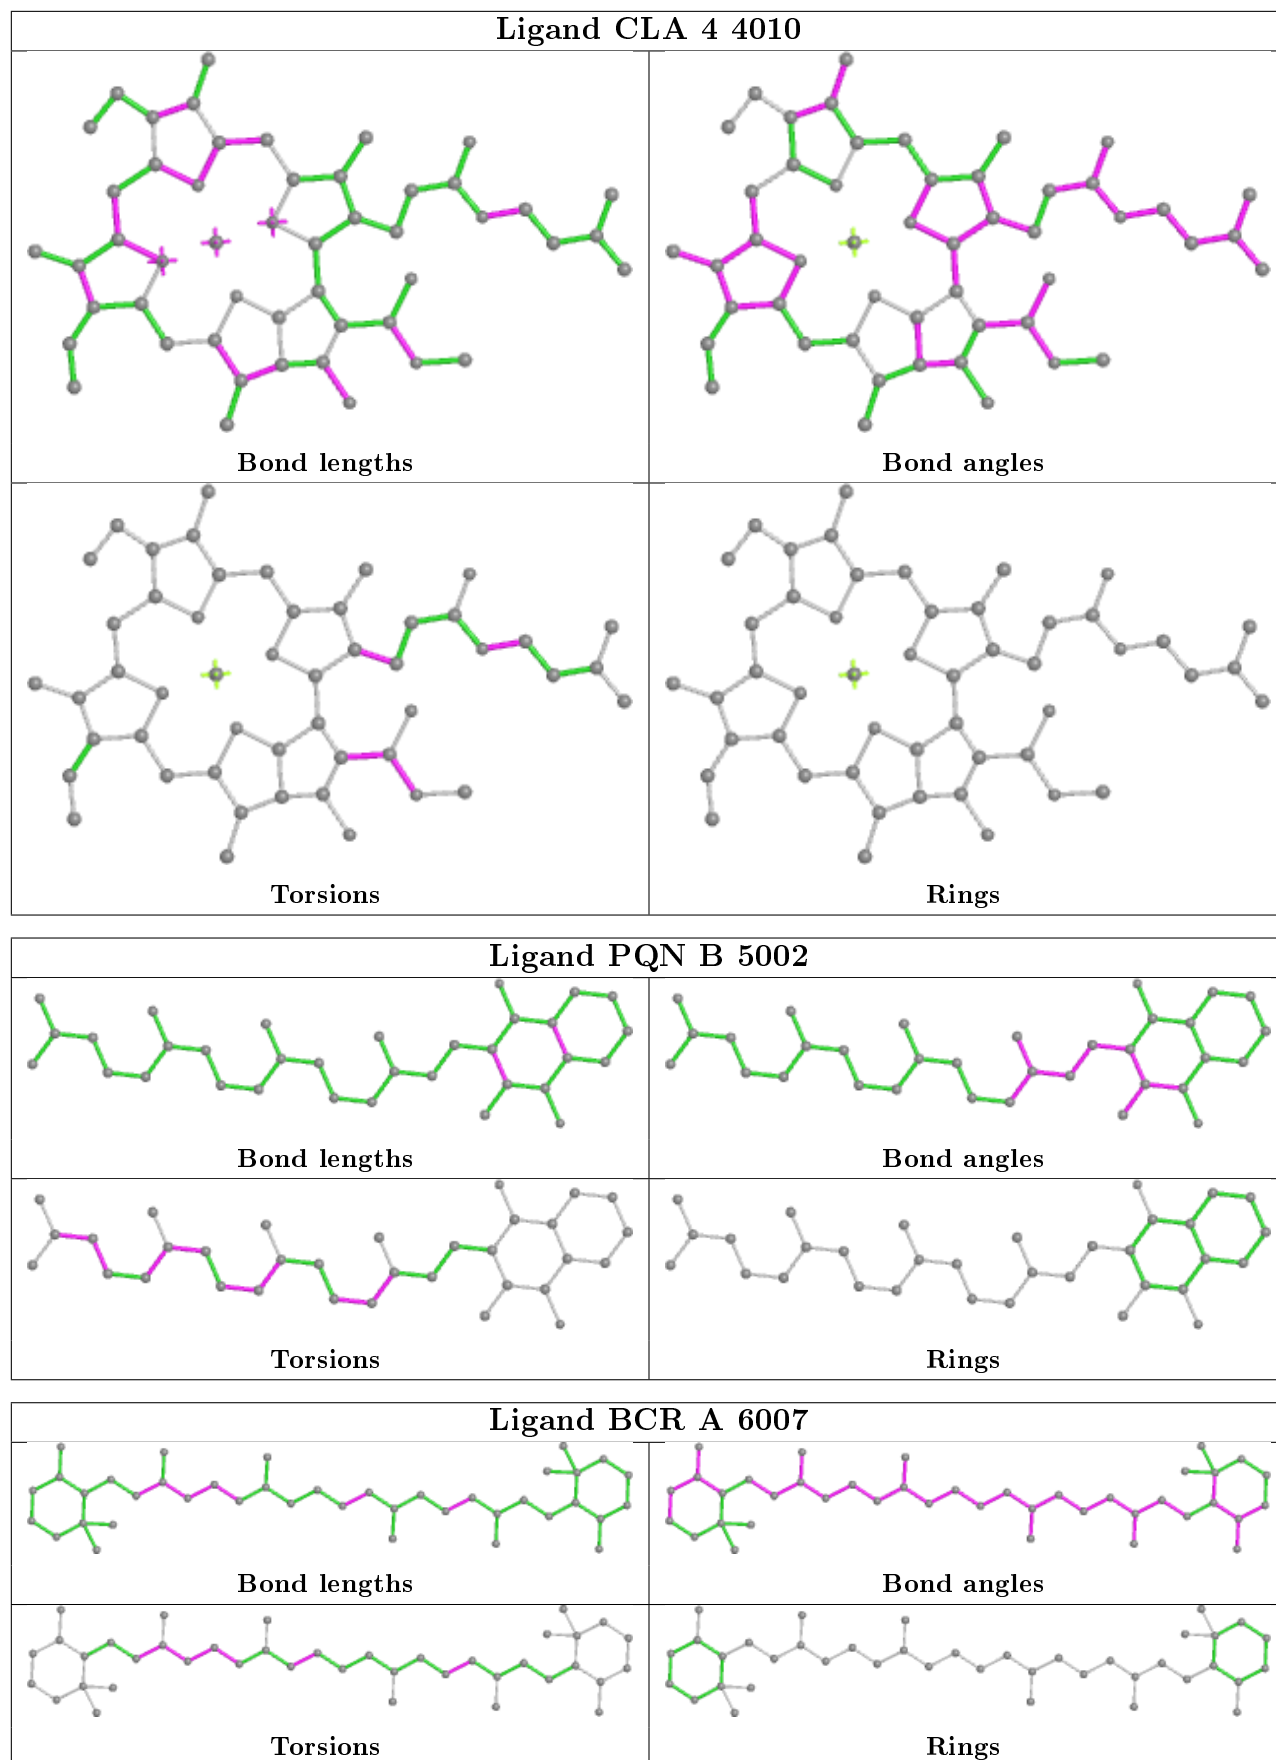 Ligand CLA 4 4010
Bond lengths
Bond angles
Torsions
Rings
Ligand PQN B 5002
Bond lengths
Bond angles
Torsions
Rings
Ligand BCR A 6007
Bond lengths
Bond angles
Torsions
Rings